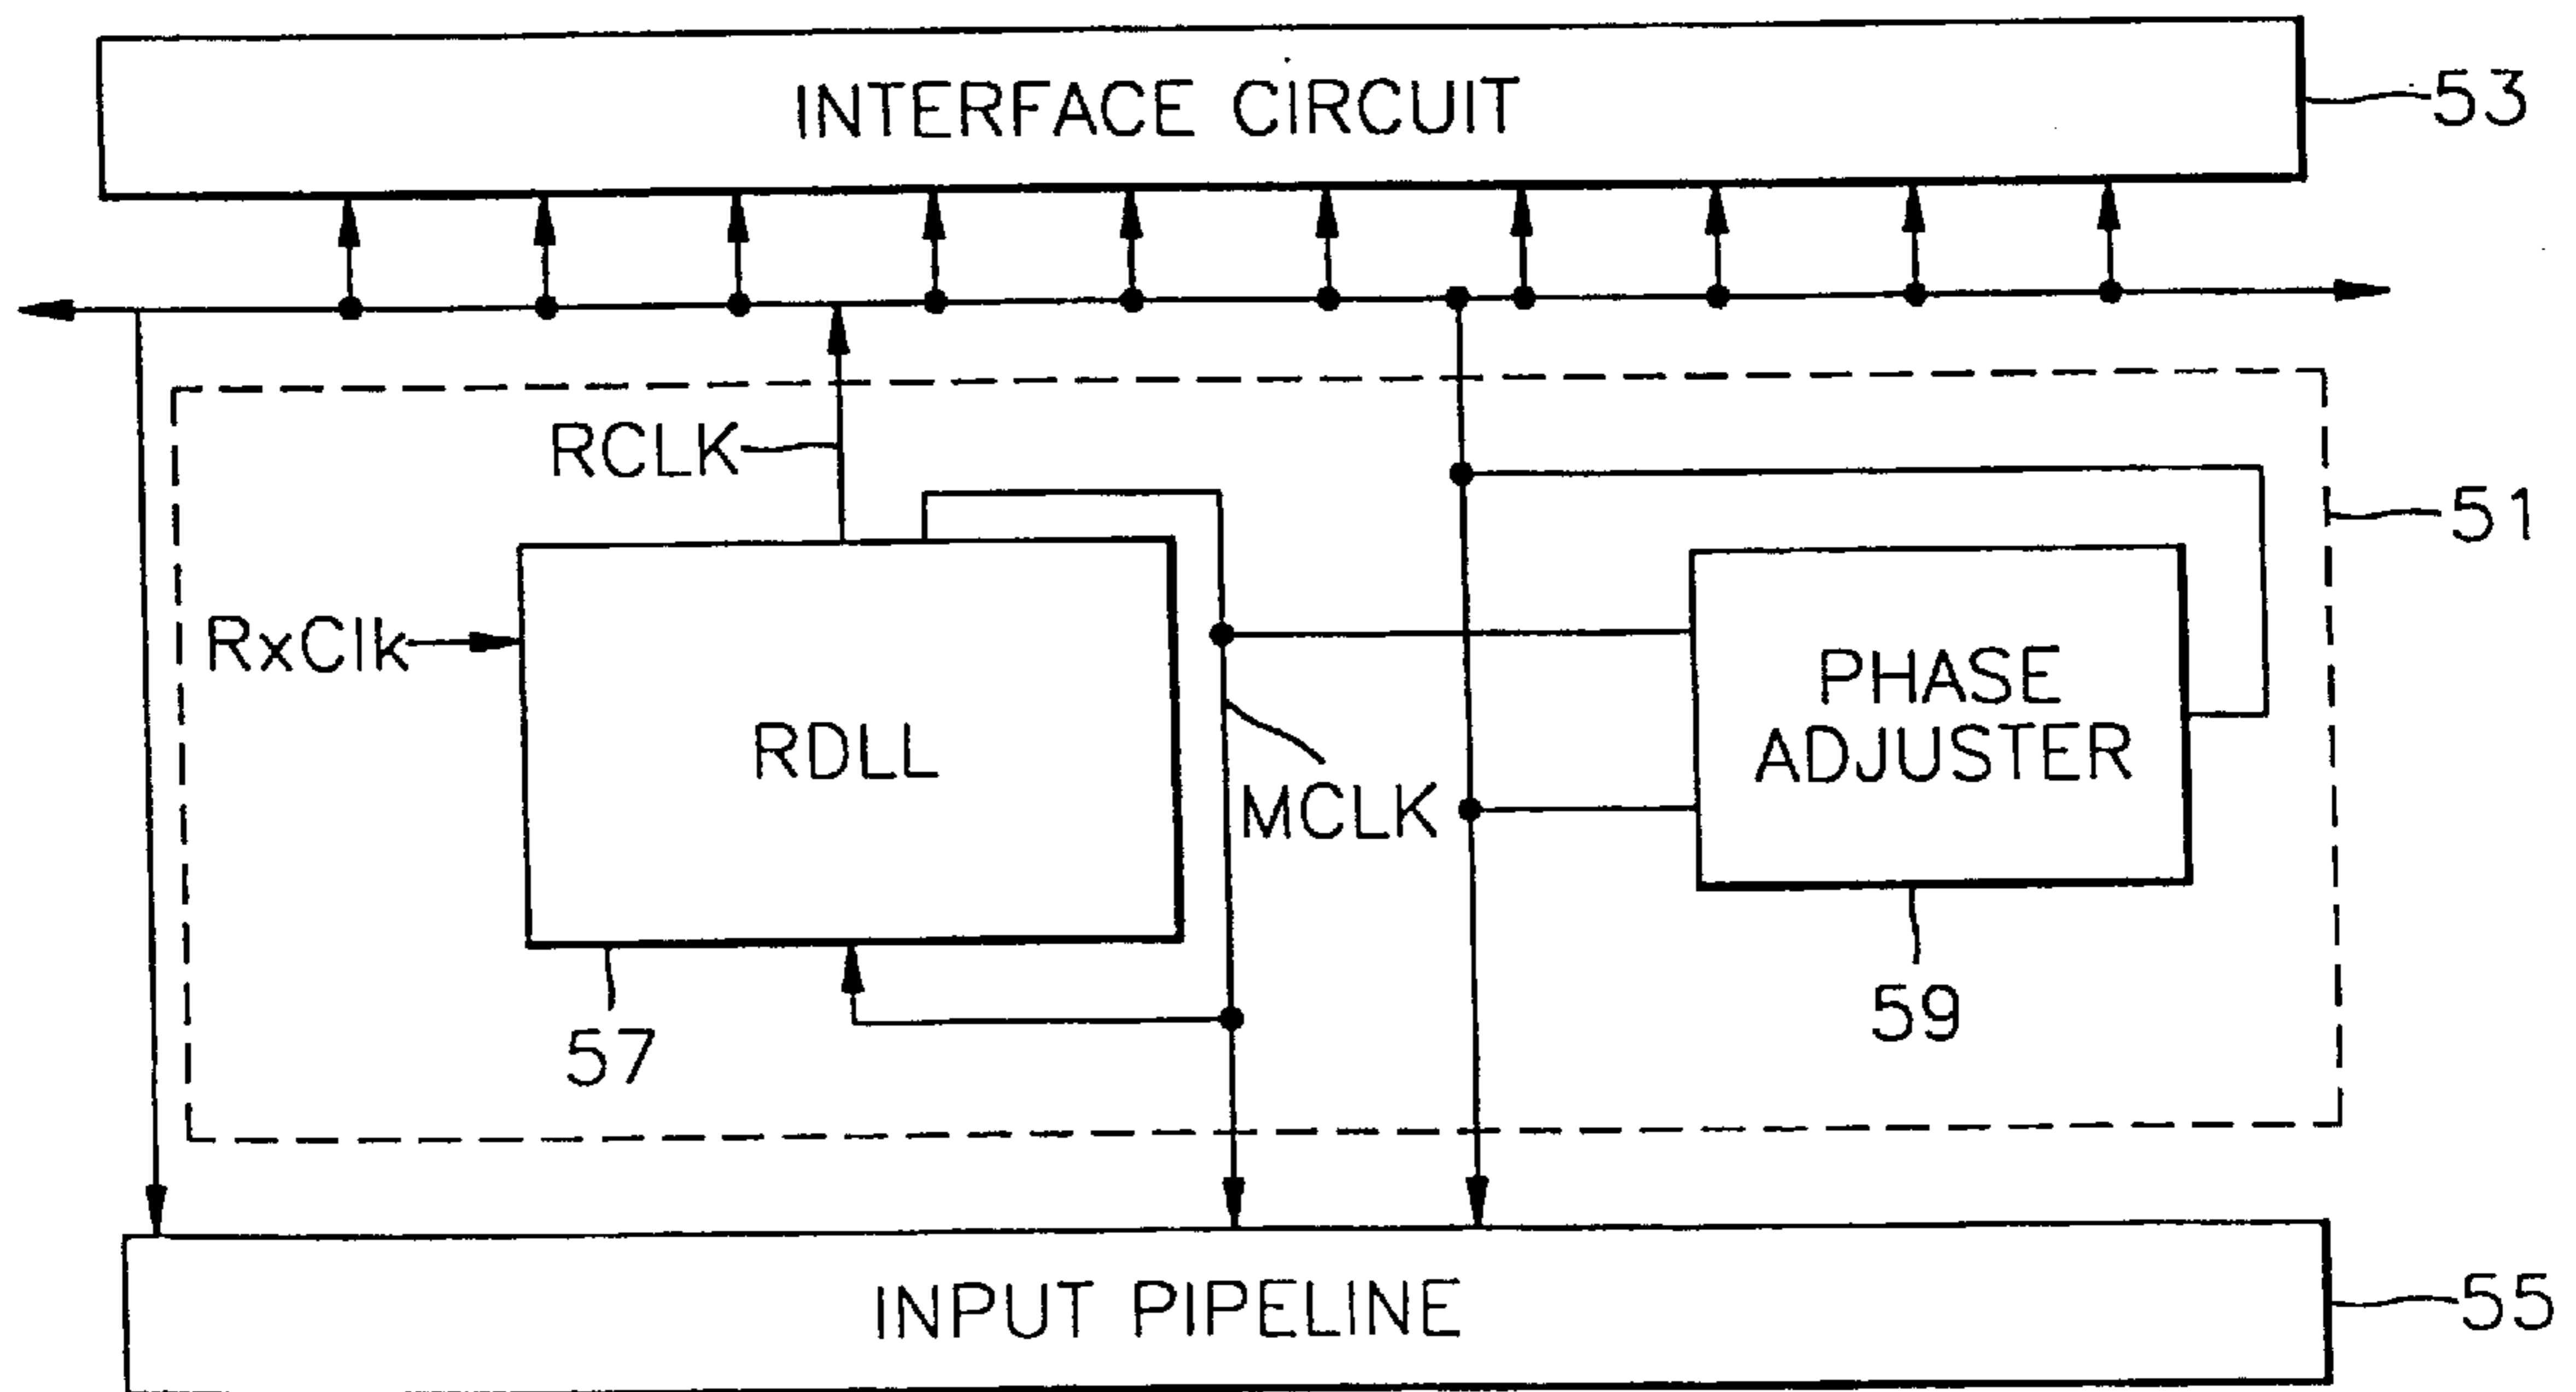 INTERFACE CIRCUIT
53
RCLK
51
RxClk
PHASE
ADJUSTER
RDLL
MCLK
59
57
INPUT PIPELINE
55